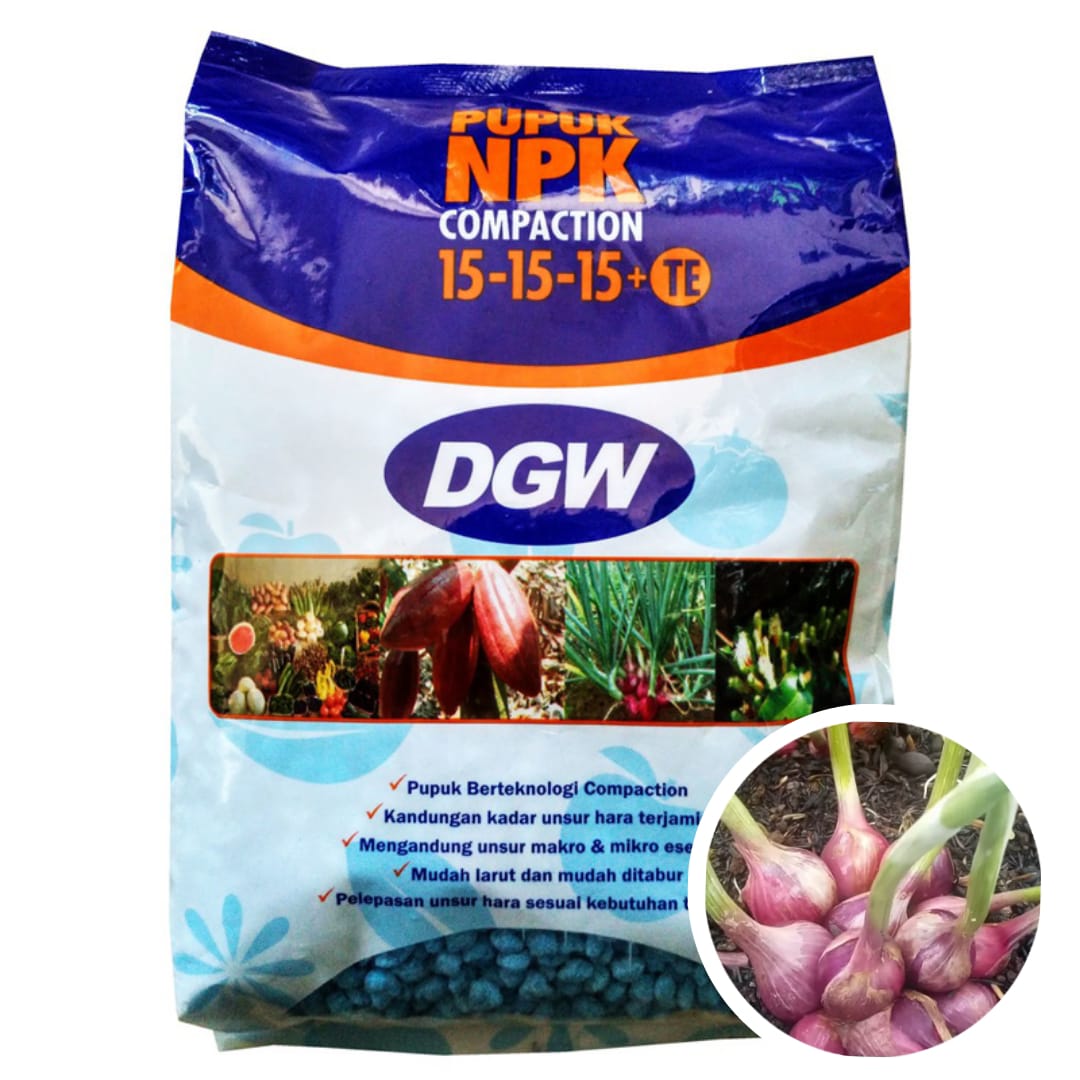 PUPUK
NPK
COMPACTION
15-15-15+TE
DGW
Pupuk Berteknologi Compaction
Kandungan kadar unsur hara
Mengandung unsur makro & mikro
Mudah larut dan mudah ditabur
Pelepasan unsur hara sesuai kebutuhan